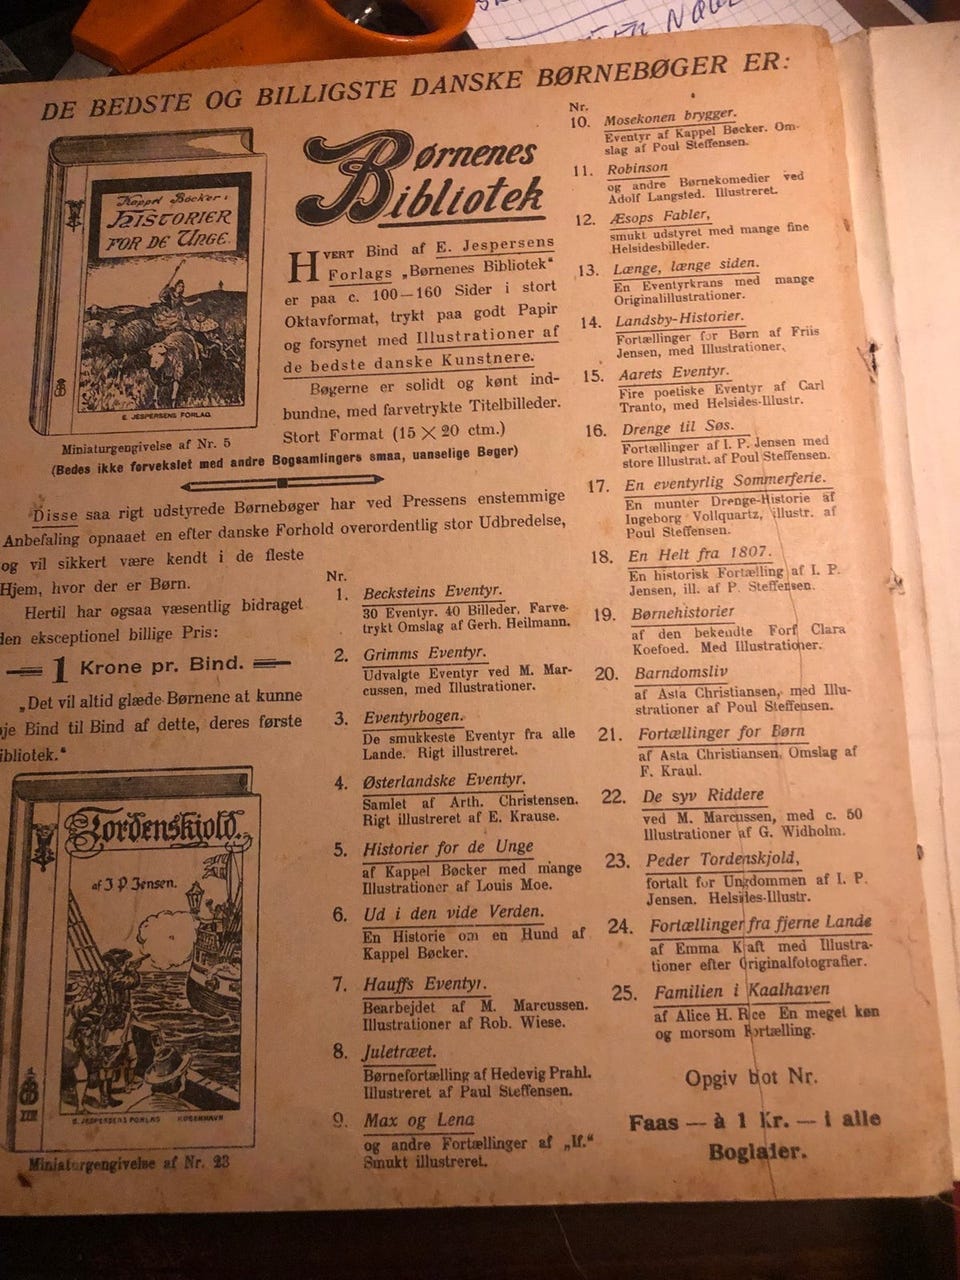 DE BEDSTE OG BILLIGSTE DANSKE BØRNEBØGER ER:
Kappel Bøcker:
HISTORIER
FOR DE UNGE.
E. JESPERSENS FORLAG
Miniaturgengivelse af Nr. 5
(Bedes ikke forvekslet med andre Bogsamlingers smaa, uanselige Bøger)
Børnenes
Bibliotek
HVERT Bind af E. Jespersens
Forlags „Børnenes Bibliotek“
er paa c. 100—160 Sider i stort
Oktavformat, trykt paa godt Papir
og forsynet med Illustrationer af
de bedste danske Kunstnere.
Bøgerne er solidt og kønt ind-
bundne, med farvetrykte Titelbilleder.
Stort Format (15 × 20 ctm.)
Disse saa rigt udstyrede Børnebøger har ved Pressens enstemmige
Anbefaling opnaaet en efter danske Forhold overordentlig stor Udbredelse,
og vil sikkert være kendt i de fleste
Hjem, hvor der er Børn.
Hertil har ogsaa væsentlig bidraget
den eksceptionel billige Pris:
1 Krone pr. Bind.
„Det vil altid glæde Børnene at kunne
øje Bind til Bind af dette, deres første
ibliotek.“
Tordenskjold.
af I. P. Jensen.
E. JESPERSENS FORLAG KØBENHAVN
XXIII
Miniaturgengivelse af Nr. 23
Nr.
1. Becksteins Eventyr.
30 Eventyr. 40 Billeder, Farve-
trykt Omslag af Gerh. Heilmann.
2. Grimms Eventyr.
Udvalgte Eventyr ved M. Mar-
cussen, med Illustrationer.
3. Eventyrbogen.
De smukkeste Eventyr fra alle
Lande. Rigt illustreret.
4. Østerlandske Eventyr.
Samlet af Arth. Christensen.
Rigt illustreret af E. Krause.
5. Historier for de Unge
af Kappel Bøcker med mange
Illustrationer af Louis Moe.
6. Ud i den vide Verden.
En Historie om en Hund af
Kappel Bøcker.
7. Hauffs Eventyr.
Bearbejdet af M. Marcussen.
Illustrationer af Rob. Wiese.
8. Juletræet.
Børnefortælling af Hedevig Prahl.
Illustreret af Paul Steffensen.
9. Max og Lena
og andre Fortællinger af „If.“
Smukt illustreret.
Nr.
10. Mosekonen brygger.
Eventyr af Kappel Bøcker. Om-
slag af Poul Steffensen.
11. Robinson
og andre Børnekomedier ved
Adolf Langsted. Illustreret.
12. Æsops Fabler,
smukt udstyret med mange fine
Helsidesbilleder.
13. Længe, længe siden.
En Eventyrkrans med mange
Originalillustrationer.
14. Landsby-Historier.
Fortællinger for Børn af Friis
Jensen, med Illustrationer.
15. Aarets Eventyr.
Fire poetiske Eventyr af Carl
Tranto, med Helsides-Illustr.
16. Drenge til Søs.
Fortællinger af I. P. Jensen med
store Illustrat. af Poul Steffensen.
17. En eventyrlig Sommerferie.
En munter Drenge-Historie af
Ingeborg Vollquartz, illustr. af
Poul Steffensen.
18. En Helt fra 1807.
En historisk Fortælling af I. P.
Jensen, ill. af P. Steffensen.
19. Børnehistorier
af den bekendte Forf Clara
Koefoed. Med Illustrationer.
20. Barndomsliv
af Asta Christiansen, med Illu-
strationer af Poul Steffensen.
21. Fortællinger for Børn
af Asta Christiansen, Omslag af
F. Kraul.
22. De syv Riddere
ved M. Marcussen, med c. 50
Illustrationer af G. Widholm.
23. Peder Tordenskjold,
fortalt for Ungdommen af I. P.
Jensen. Helsides-Illustr.
24. Fortællinger fra fjerne Lande
af Emma Kraft med Illustra-
tioner efter Originalfotografier.
25. Familien i Kaalhaven
af Alice H. Rice En meget køn
og morsom Fortælling.
Opgiv blot Nr.
Faas — à 1 Kr. — i alle
Boglader.